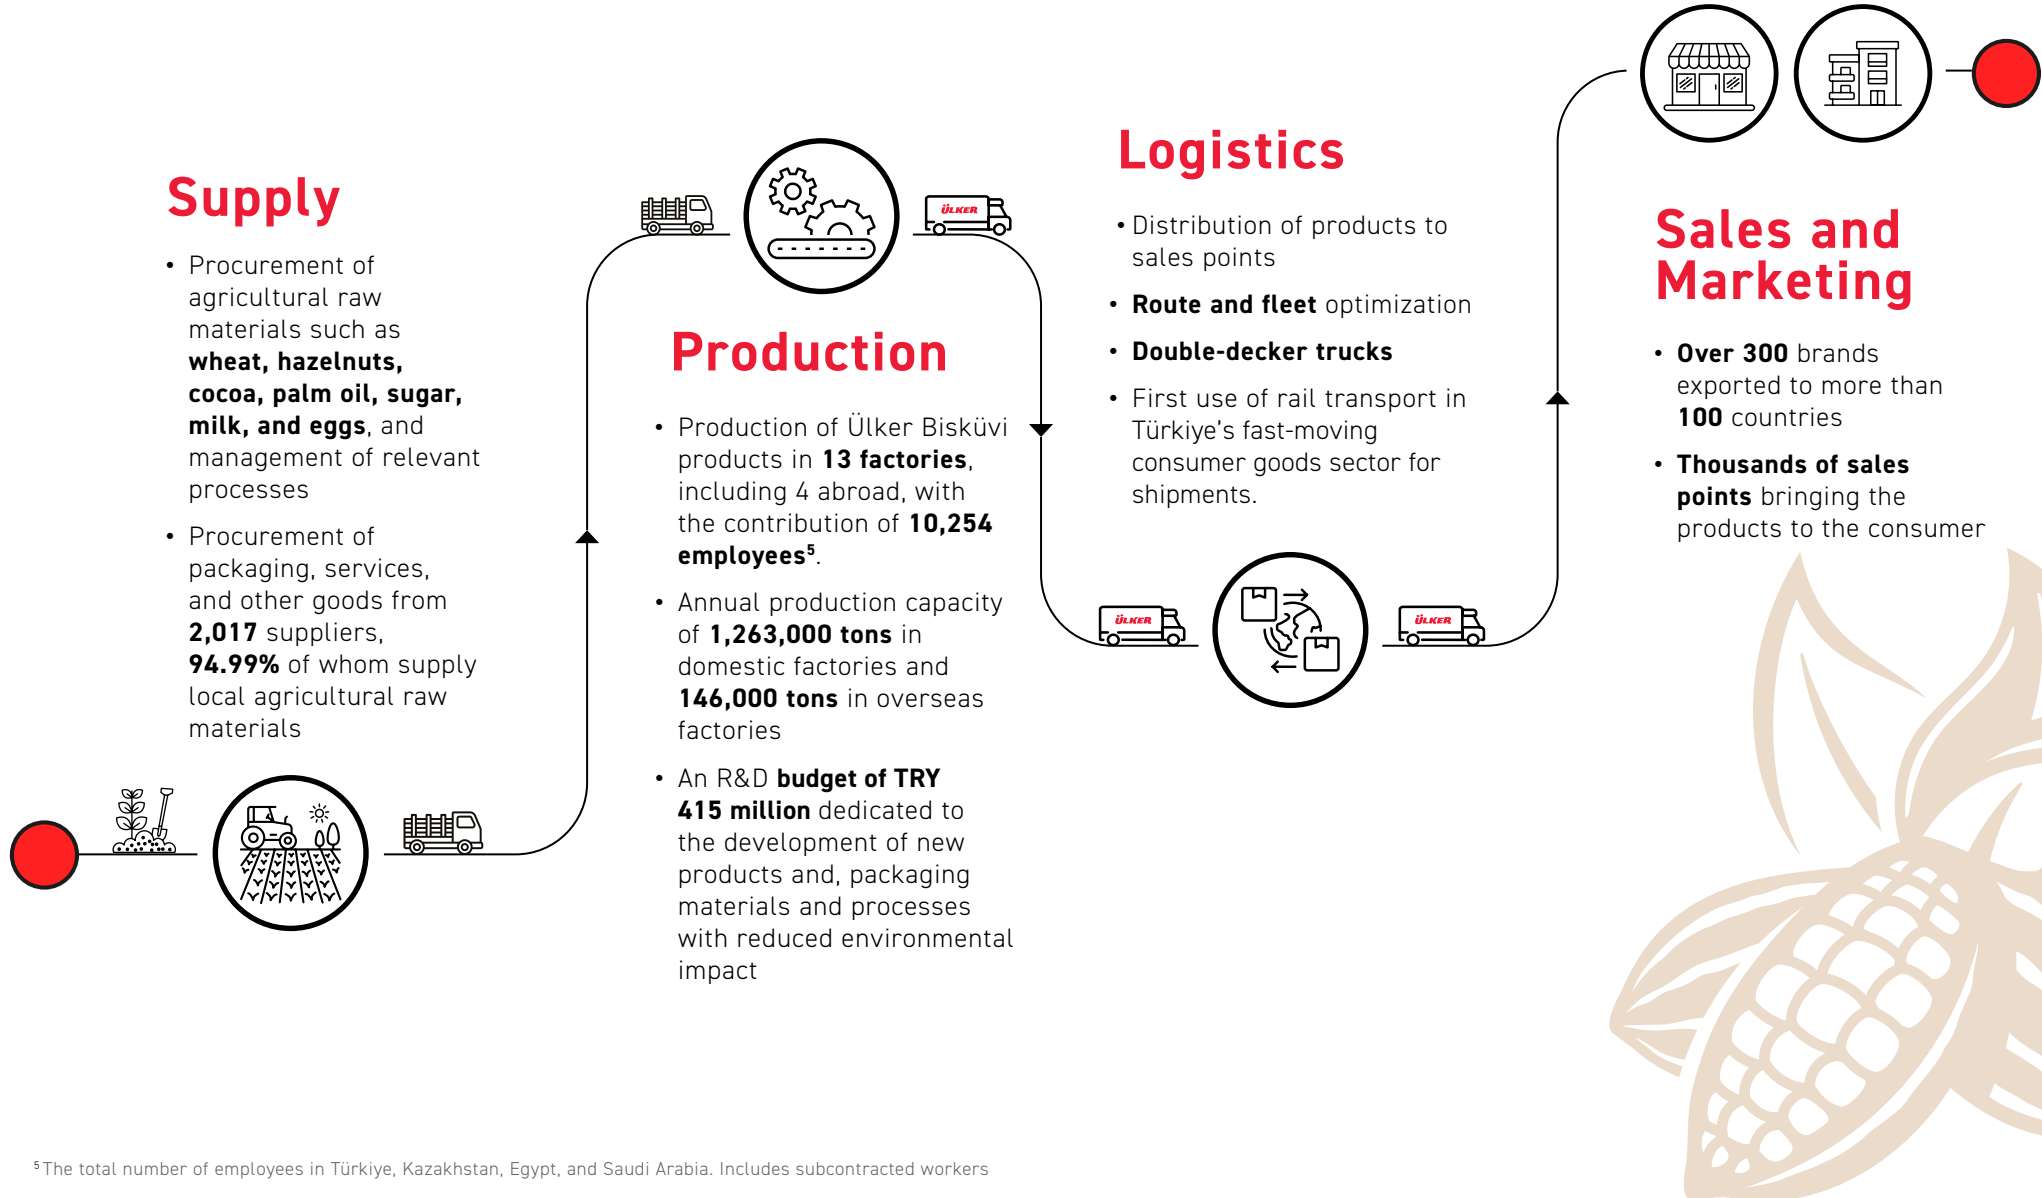 Supply
• Procurement of
agricultural raw
materials such as
wheat, hazelnuts,
cocoa, palm oil, sugar,
milk, and eggs, and
management of relevant
processes
• Procurement of
packaging, services,
and other goods from
2,017 suppliers,
94.99% of whom supply
local agricultural raw
materials
ÜLKER
Production
• Production of Ülker Bisküvi
products in 13 factories,
including 4 abroad, with
the contribution of 10,254
employees⁵.
• Annual production capacity
of 1,263,000 tons in
domestic factories and
146,000 tons in overseas
factories
• An R&D budget of TRY
415 million dedicated to
the development of new
products and, packaging
materials and processes
with reduced environmental
impact
Logistics
• Distribution of products to
sales points
• Route and fleet optimization
• Double-decker trucks
• First use of rail transport in
Türkiye's fast-moving
consumer goods sector for
shipments.
ÜLKER
ÜLKER
Sales and
Marketing
• Over 300 brands
exported to more than
100 countries
• Thousands of sales
points bringing the
products to the consumer
⁵ The total number of employees in Türkiye, Kazakhstan, Egypt, and Saudi Arabia. Includes subcontracted workers